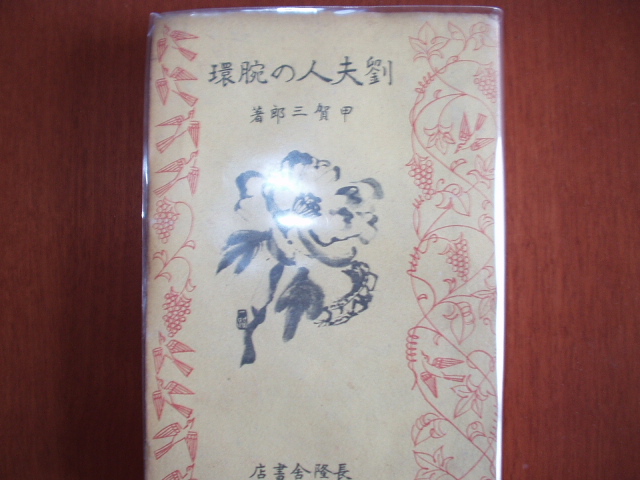 劉夫人の腕環
甲賀三郎著
長隆舎書店